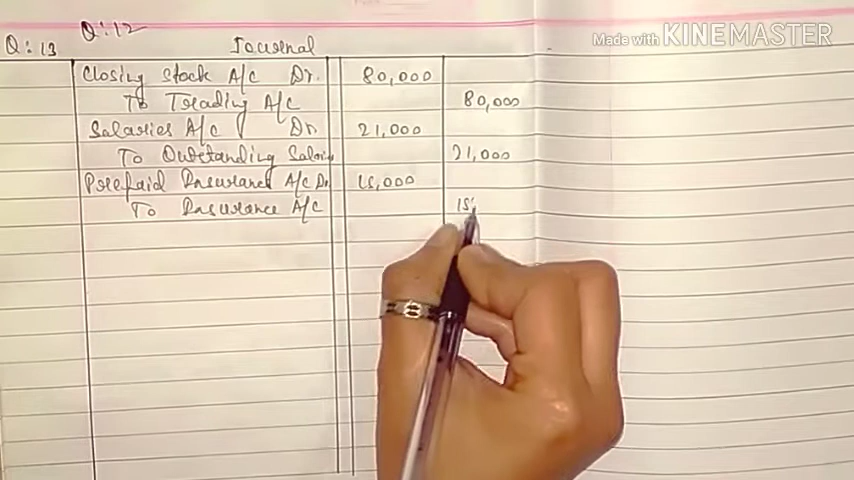 Made with KINEMASTER
Q:13 Q:12
Journal
Closing Stock A/C Dr. 80,000
To Trading A/C 80,000
Salaries A/C Dr. 21,000
To Outstanding Salaries 21,000
Prepaid Insurance A/C Dr 15,000
To Insurance A/C 15